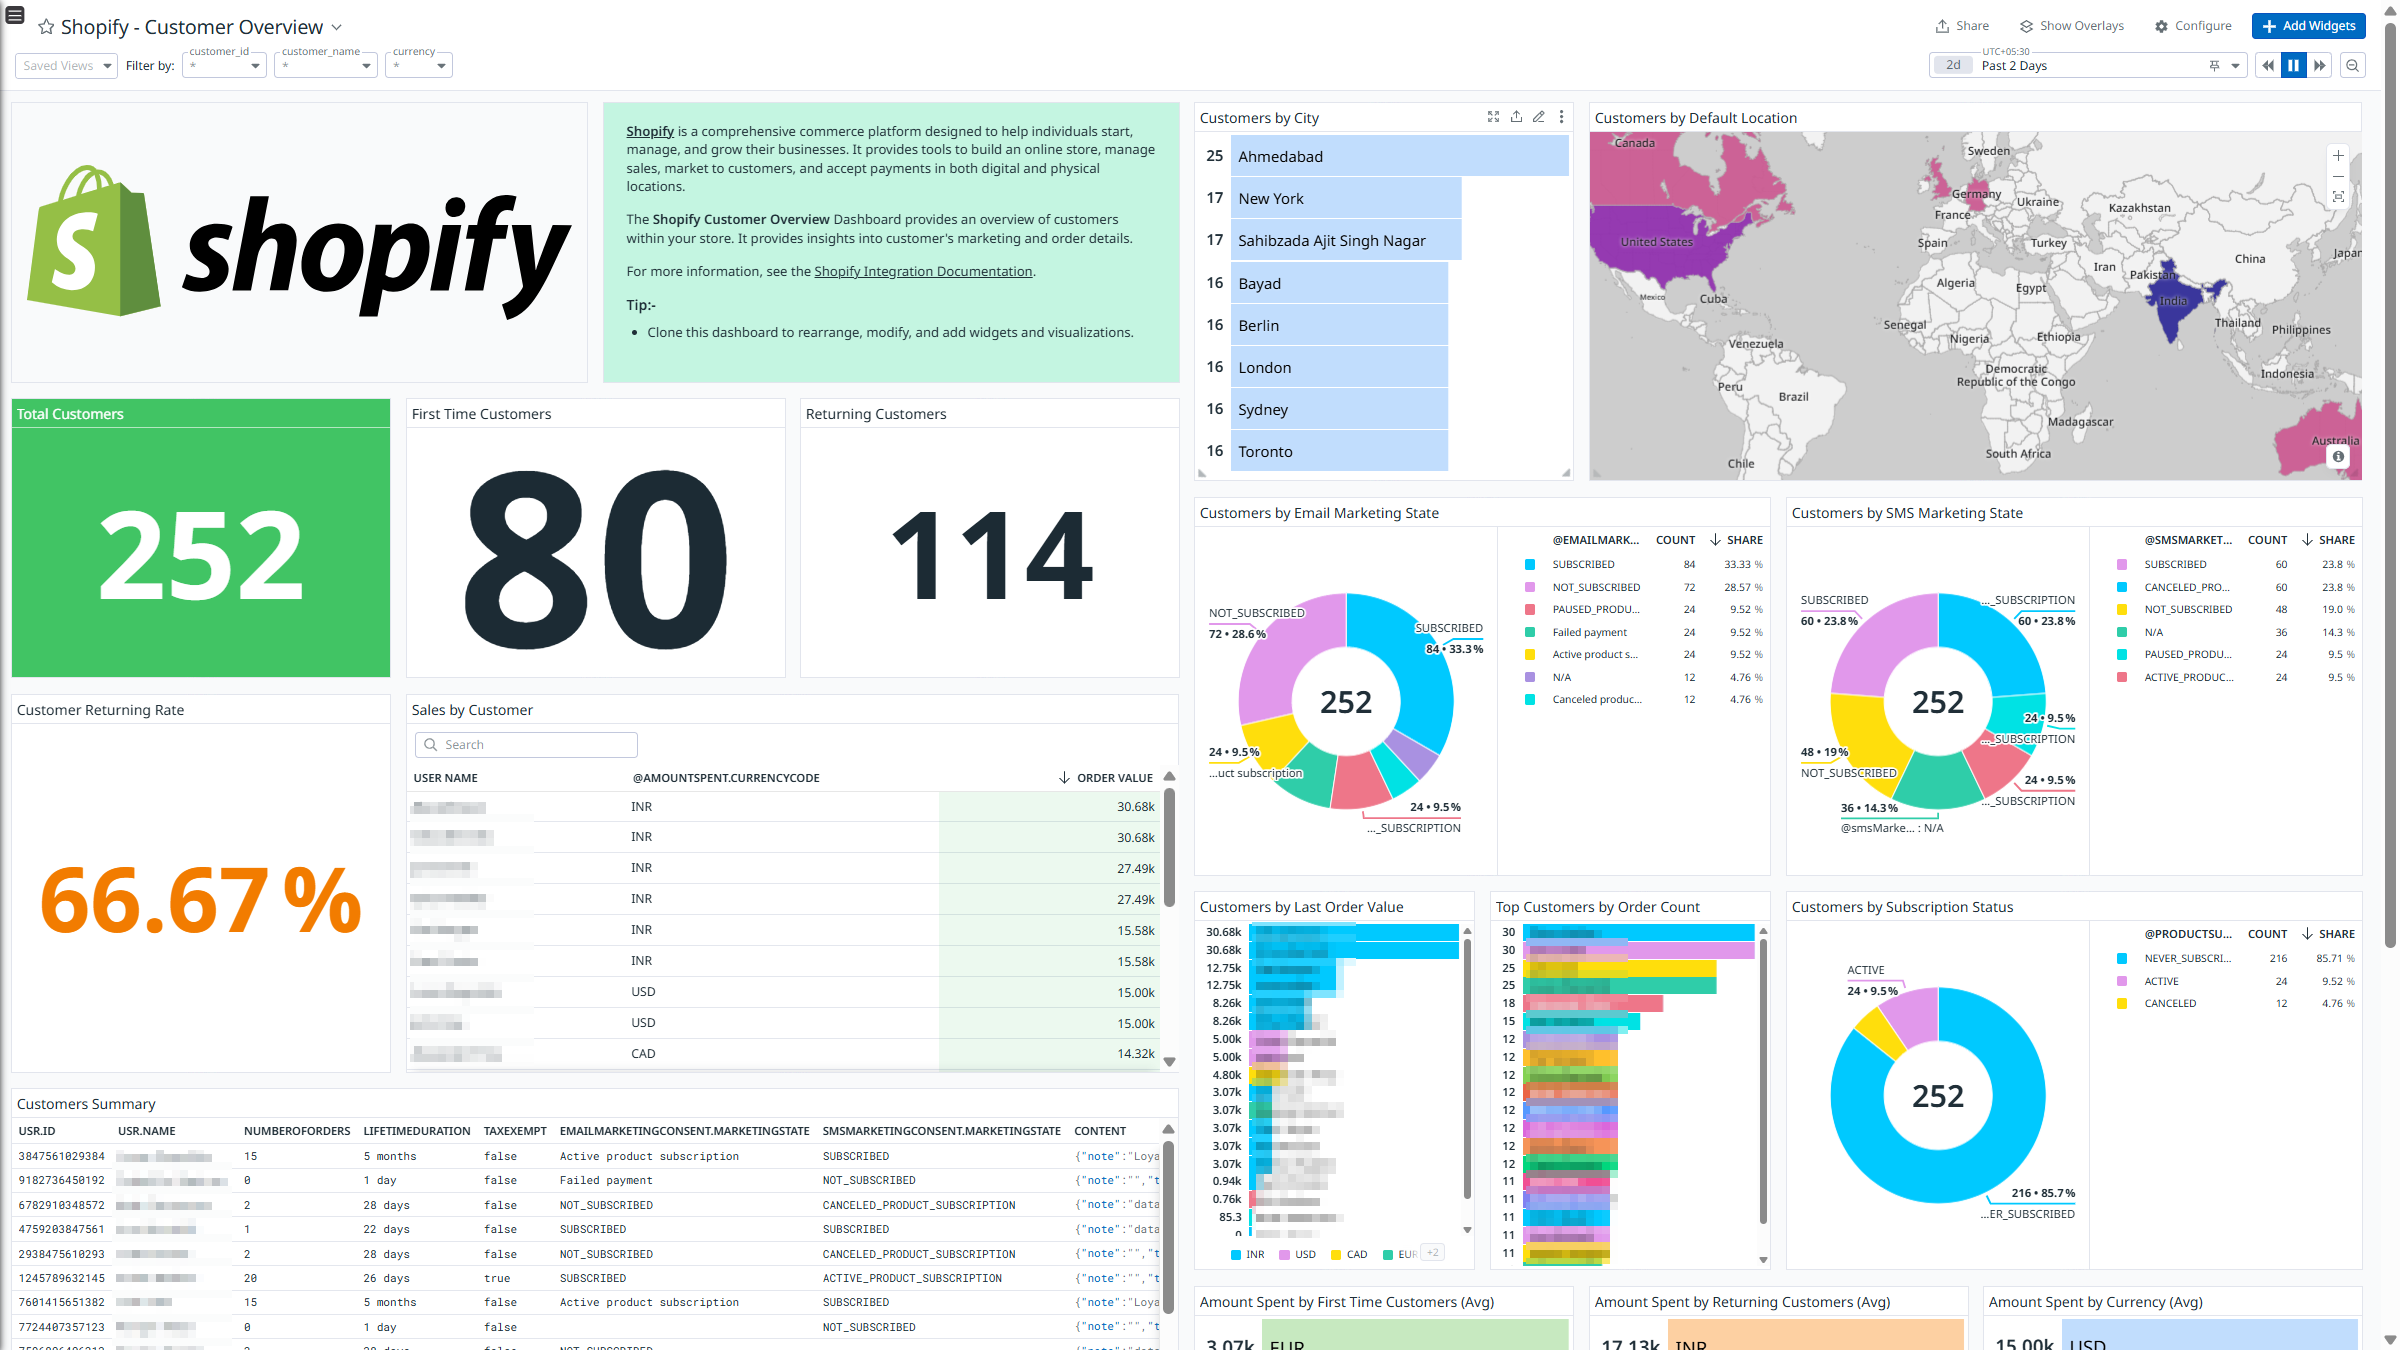 Shopify - Customer Overview
Share
Show Overlays
Configure
Add Widgets
Saved Views
Filter by:
customer_id
*
customer_name
*
currency
*
UTC+05:30
2d
Past 2 Days
shopify
Shopify is a comprehensive commerce platform designed to help individuals start,
manage, and grow their businesses. It provides tools to build an online store, manage
sales, market to customers, and accept payments in both digital and physical
locations.
The Shopify Customer Overview Dashboard provides an overview of customers
within your store. It provides insights into customer's marketing and order details.
For more information, see the Shopify Integration Documentation.
Tip:-
• Clone this dashboard to rearrange, modify, and add widgets and visualizations.
Customers by City
25 Ahmedabad
17 New York
17 Sahibzada Ajit Singh Nagar
16 Bayad
16 Berlin
16 London
16 Sydney
16 Toronto
Customers by Default Location
Canada
Sweden
Germany
Ukraine
Kazakhstan
France
United States
Spain
Turkey
China
Japan
Iran
Pakistan
Algeria
Egypt
Mexico
Cuba
India
Senegal
Thailand
Philippines
Nigeria
Ethiopia
Venezuela
Democratic
Republic of the Congo
Indonesia
Peru
Brazil
Madagascar
Australia
South Africa
Chile
Total Customers
252
First Time Customers
80
Returning Customers
114
Customers by Email Marketing State
NOT_SUBSCRIBED
72 • 28.6%
SUBSCRIBED
84 • 33.3%
252
24 • 9.5%
...uct subscription
24 • 9.5%
..._SUBSCRIPTION
@EMAILMARK... COUNT SHARE
SUBSCRIBED 84 33.33 %
NOT_SUBSCRIBED 72 28.57 %
PAUSED_PRODU... 24 9.52 %
Failed payment 24 9.52 %
Active product s... 24 9.52 %
N/A 12 4.76 %
Canceled produc... 12 4.76 %
Customers by SMS Marketing State
SUBSCRIBED
60 • 23.8%
..._SUBSCRIPTION
60 • 23.8%
252
24 • 9.5%
..._SUBSCRIPTION
48 • 19%
NOT_SUBSCRIBED
24 • 9.5%
..._SUBSCRIPTION
36 • 14.3%
@smsMarke... : N/A
@SMSMARKET... COUNT SHARE
SUBSCRIBED 60 23.8 %
CANCELED_PRO... 60 23.8 %
NOT_SUBSCRIBED 48 19.0 %
N/A 36 14.3 %
PAUSED_PRODU... 24 9.5 %
ACTIVE_PRODUC... 24 9.5 %
Customer Returning Rate
66.67 %
Sales by Customer
Search
USER NAME @AMOUNTSPENT.CURRENCYCODE ORDER VALUE
INR 30.68k
INR 30.68k
INR 27.49k
INR 27.49k
INR 15.58k
INR 15.58k
USD 15.00k
USD 15.00k
CAD 14.32k
Customers by Last Order Value
30.68k
30.68k
12.75k
12.75k
8.26k
8.26k
5.00k
5.00k
4.80k
3.07k
3.07k
3.07k
3.07k
3.07k
0.94k
0.76k
85.3
0
INR USD CAD EUR +2
Top Customers by Order Count
30
30
25
25
18
15
12
12
12
12
12
12
12
12
11
11
11
11
11
Customers by Subscription Status
ACTIVE
24 • 9.5%
252
216 • 85.7%
...ER_SUBSCRIBED
@PRODUCTSU... COUNT SHARE
NEVER_SUBSCRI... 216 85.71 %
ACTIVE 24 9.52 %
CANCELED 12 4.76 %
Customers Summary
USR.ID USR.NAME NUMBEROFORDERS LIFETIMEDURATION TAXEXEMPT EMAILMARKETINGCONSENT.MARKETINGSTATE SMSMARKETINGCONSENT.MARKETINGSTATE CONTENT
3847561029384 15 5 months false Active product subscription SUBSCRIBED {"note":"Loya
9182736450192 0 1 day false Failed payment NOT_SUBSCRIBED {"note":"","t
6782910348572 2 28 days false NOT_SUBSCRIBED CANCELED_PRODUCT_SUBSCRIPTION {"note":"data
4759203847561 1 22 days false SUBSCRIBED SUBSCRIBED {"note":"data
2938475610293 2 28 days false NOT_SUBSCRIBED CANCELED_PRODUCT_SUBSCRIPTION {"note":"","t
1245789632145 20 26 days true SUBSCRIBED ACTIVE_PRODUCT_SUBSCRIPTION {"note":"","t
7601415651382 15 5 months false Active product subscription SUBSCRIBED {"note":"Loya
7724407357123 0 1 day false NOT_SUBSCRIBED {"note":"","t
Amount Spent by First Time Customers (Avg)
3.07k EUR
Amount Spent by Returning Customers (Avg)
17.13k INR
Amount Spent by Currency (Avg)
15.00k USD